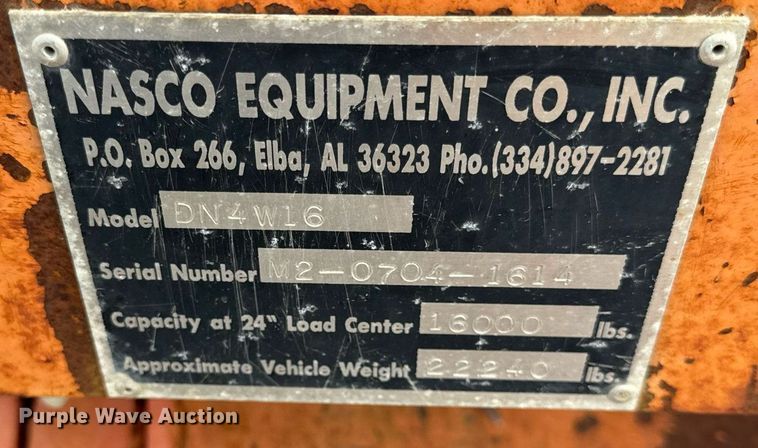 NASCO EQUIPMENT CO., INC.
P.O. Box 266, Elba, AL 36323 Pho.(334)897-2281
Model DN4W16
Serial Number M2-0704-1614
Capacity at 24" Load Center 16000 lbs.
Approximate Vehicle Weight 22240 lbs.
Purple Wave Auction